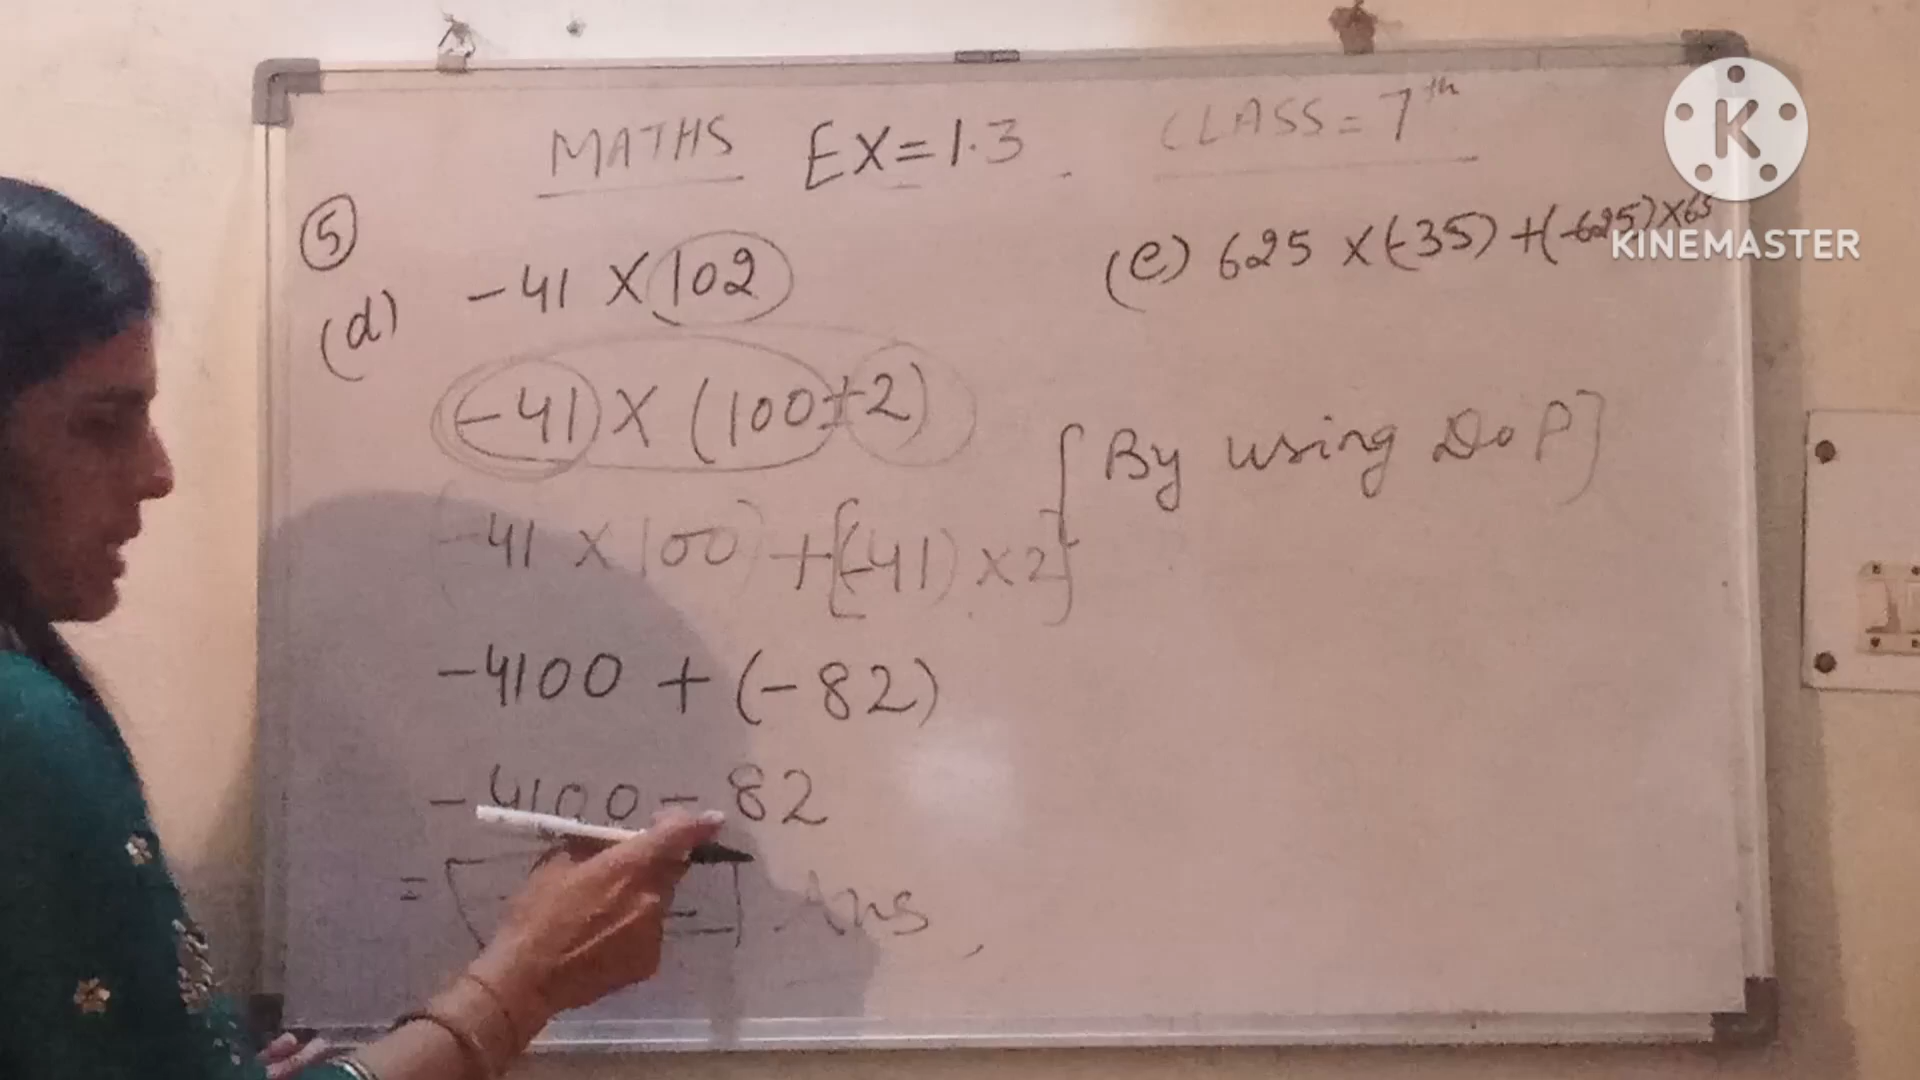 MATHS EX=1.3 CLASS=7th
5
(d) -41 X 102
-41 X (100+2)
-41 X 100) + [(-41) X 2]
-4100 + (-82)
-4100 - 82
= Ans
(e) 625 X (-35) + (-625) X 65
[By using DoP]
K
KINEMASTER